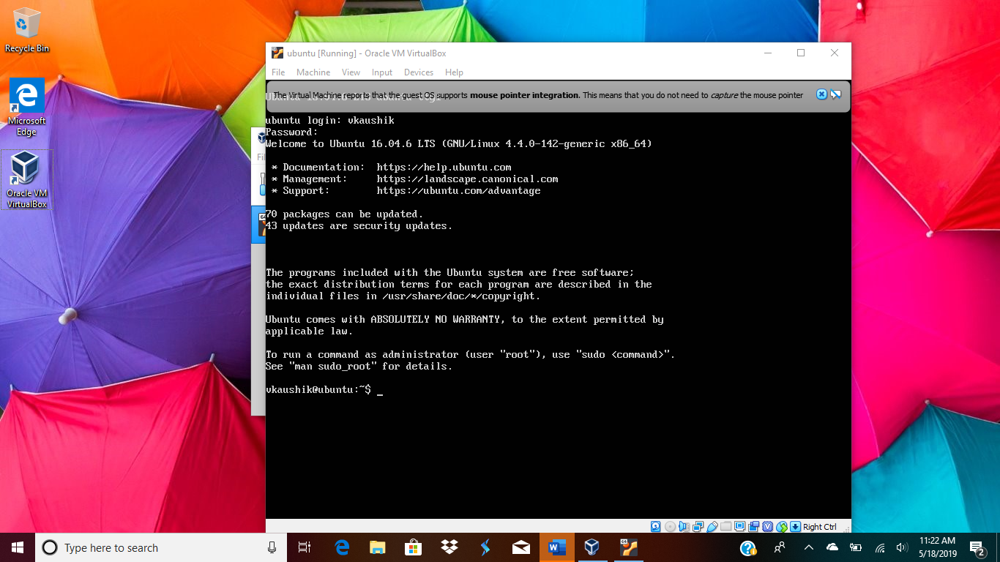 Recycle Bin
Microsoft
Edge
Oracle VM
VirtualBox
ubuntu [Running] - Oracle VM VirtualBox
File Machine View Input Devices Help
The Virtual Machine reports that the guest OS supports mouse pointer integration. This means that you do not need to capture the mouse pointer
ubuntu login: vkaushik
Password:
Welcome to Ubuntu 16.04.6 LTS (GNU/Linux 4.4.0-142-generic x86_64)
* Documentation: https://help.ubuntu.com
* Management: https://landscape.canonical.com
* Support: https://ubuntu.com/advantage
70 packages can be updated.
43 updates are security updates.
The programs included with the Ubuntu system are free software;
the exact distribution terms for each program are described in the
individual files in /usr/share/doc/*/copyright.
Ubuntu comes with ABSOLUTELY NO WARRANTY, to the extent permitted by
applicable law.
To run a command as administrator (user "root"), use "sudo <command>".
See "man sudo_root" for details.
vkaushik@ubuntu:~$ _
Right Ctrl
Type here to search
11:22 AM
5/18/2019
2